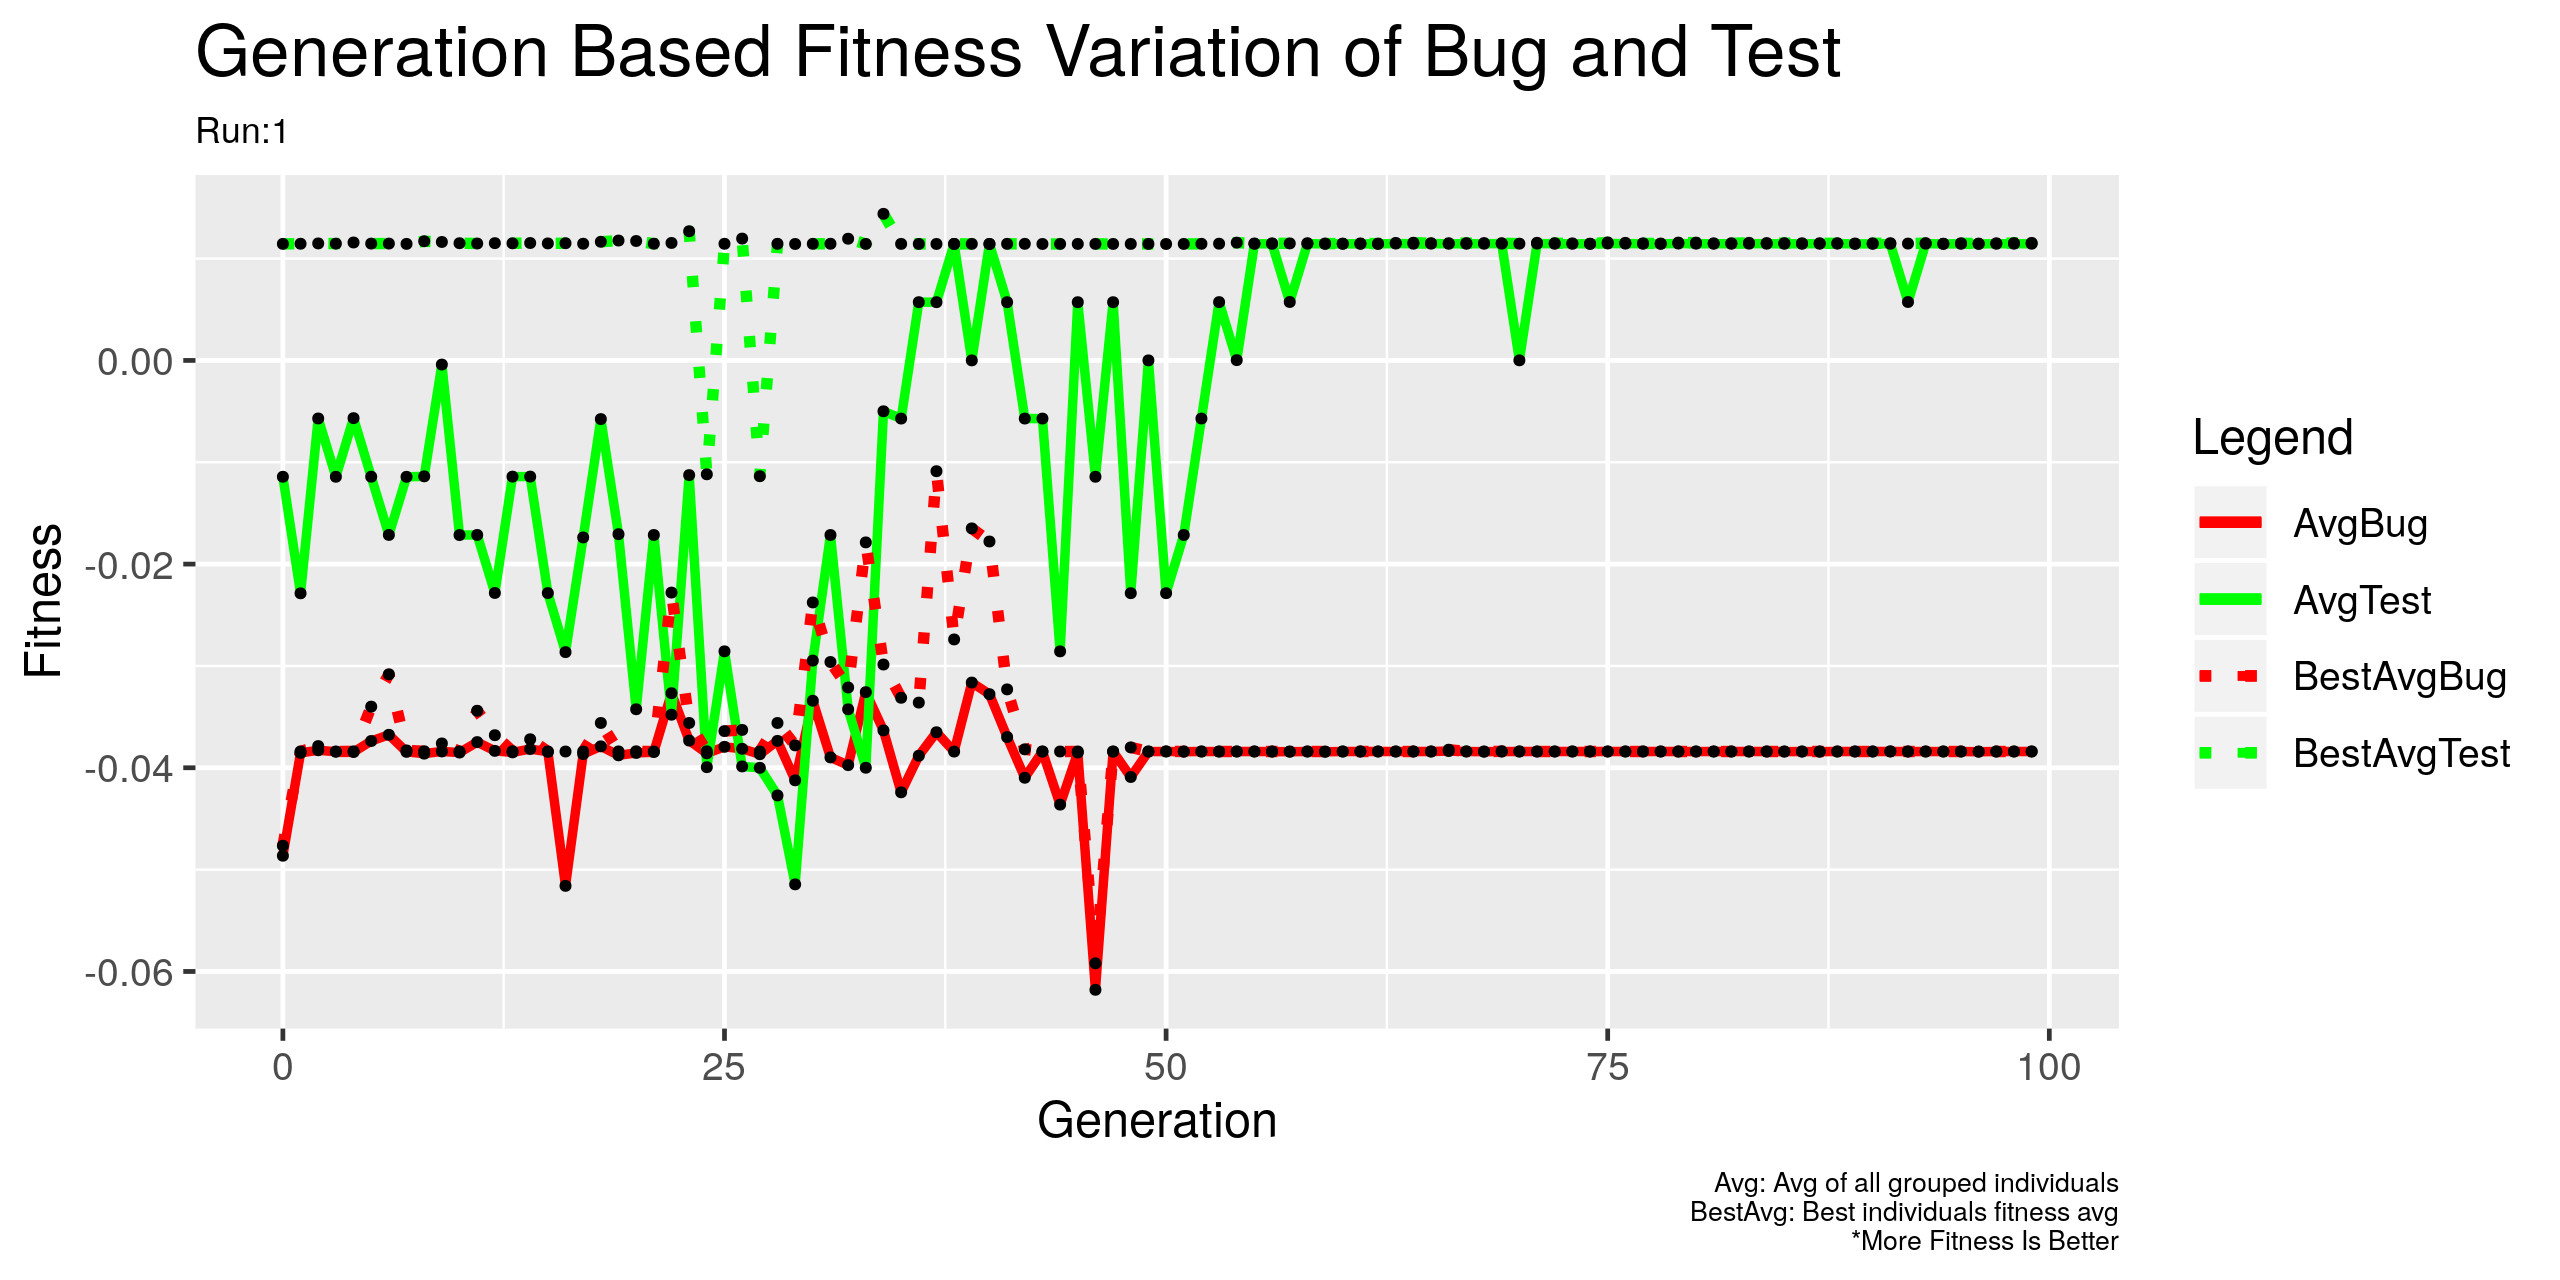 Generation Based Fitness Variation of Bug and Test
Run:1
Fitness
0.00
-0.02
-0.04
-0.06
0
25
50
75
100
Generation
Legend
AvgBug
AvgTest
BestAvgBug
BestAvgTest
Avg: Avg of all grouped individuals
BestAvg: Best individuals fitness avg
*More Fitness Is Better